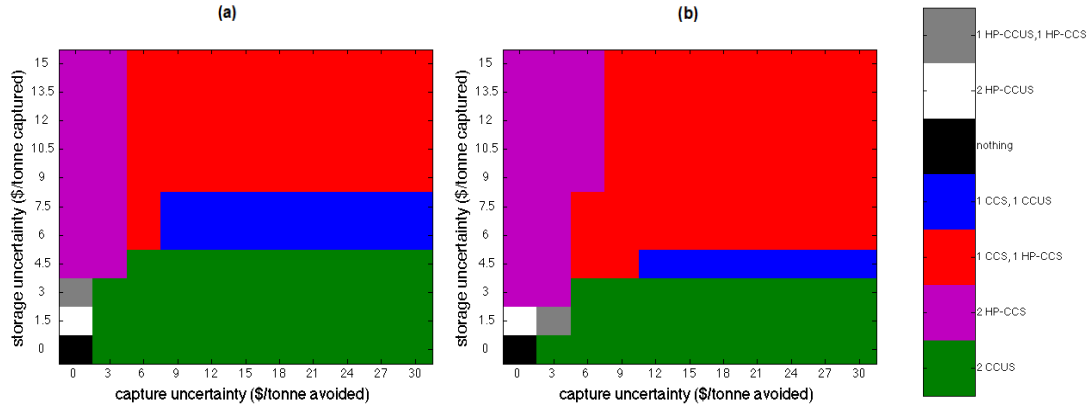 (a)
(b)
storage uncertainty ($/tonne captured)
15
13.5
12
10.5
9
7.5
6
4.5
3
1.5
0
0 3 6 9 12 15 18 21 24 27 30
capture uncertainty ($/tonne avoided)
storage uncertainty ($/tonne captured)
15
13.5
12
10.5
9
7.5
6
4.5
3
1.5
0
0 3 6 9 12 15 18 21 24 27 30
capture uncertainty ($/tonne avoided)
1 HP-CCUS,1 HP-CCS
2 HP-CCUS
nothing
1 CCS, 1 CCUS
1 CCS, 1 HP-CCS
2 HP-CCS
2 CCUS